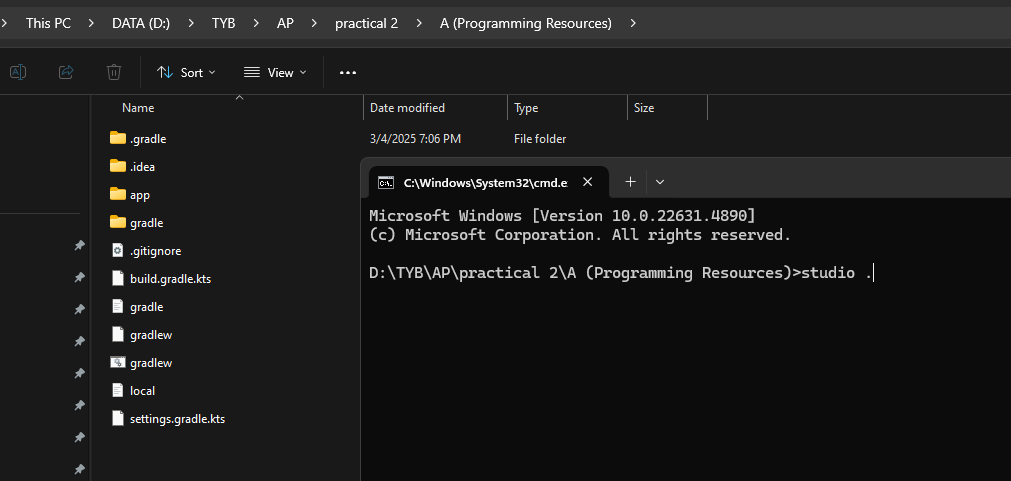 This PC > DATA (D:) > TYB > AP > practical 2 > A (Programming Resources) >
Sort View ...
Name Date modified Type Size
.gradle 3/4/2025 7:06 PM File folder
.idea
app
gradle
.gitignore
build.gradle.kts
gradle
gradlew
gradlew
local
settings.gradle.kts
C:\Windows\System32\cmd.e
Microsoft Windows [Version 10.0.22631.4890]
(c) Microsoft Corporation. All rights reserved.
D:\TYB\AP\practical 2\A (Programming Resources)>studio .